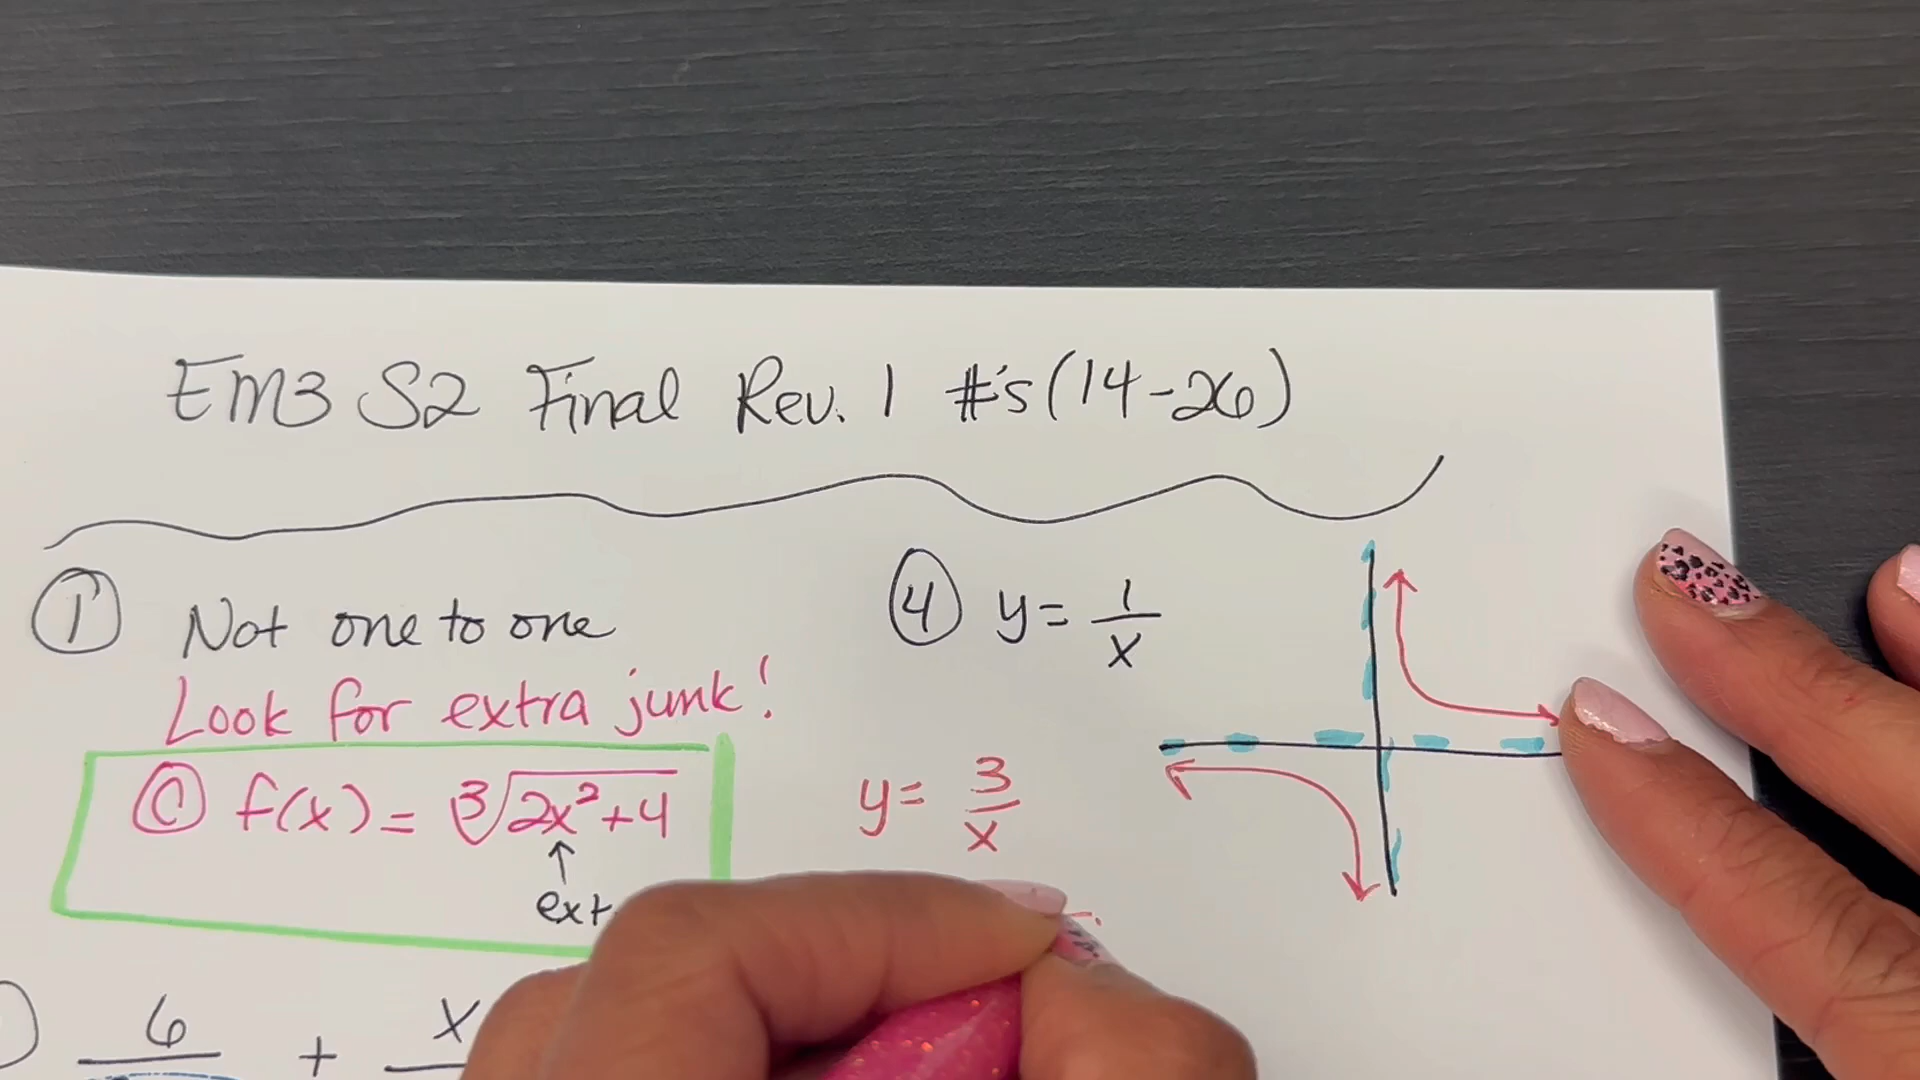 EM3 S2 Final Rev. 1 #'s (14-26)
① Not one to one
Look for extra junk!
Ⓒ f(x) = ∛(2x²+4)
↑
ext
④ y = 1/x
y = 3/x
6 + x